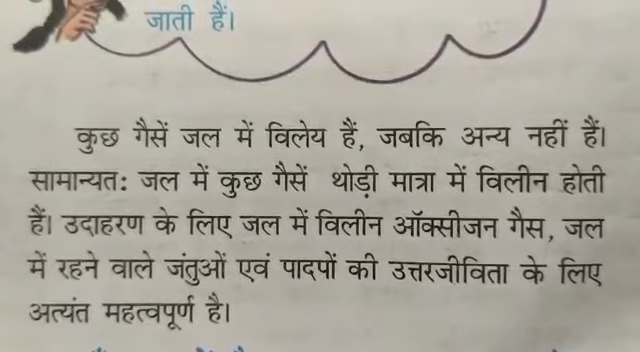 जाती हैं।
कुछ गैसें जल में विलेय हैं, जबकि अन्य नहीं हैं।
सामान्यतः जल में कुछ गैसें थोड़ी मात्रा में विलीन होती
हैं। उदाहरण के लिए जल में विलीन ऑक्सीजन गैस, जल
में रहने वाले जंतुओं एवं पादपों की उत्तरजीविता के लिए
अत्यंत महत्वपूर्ण है।